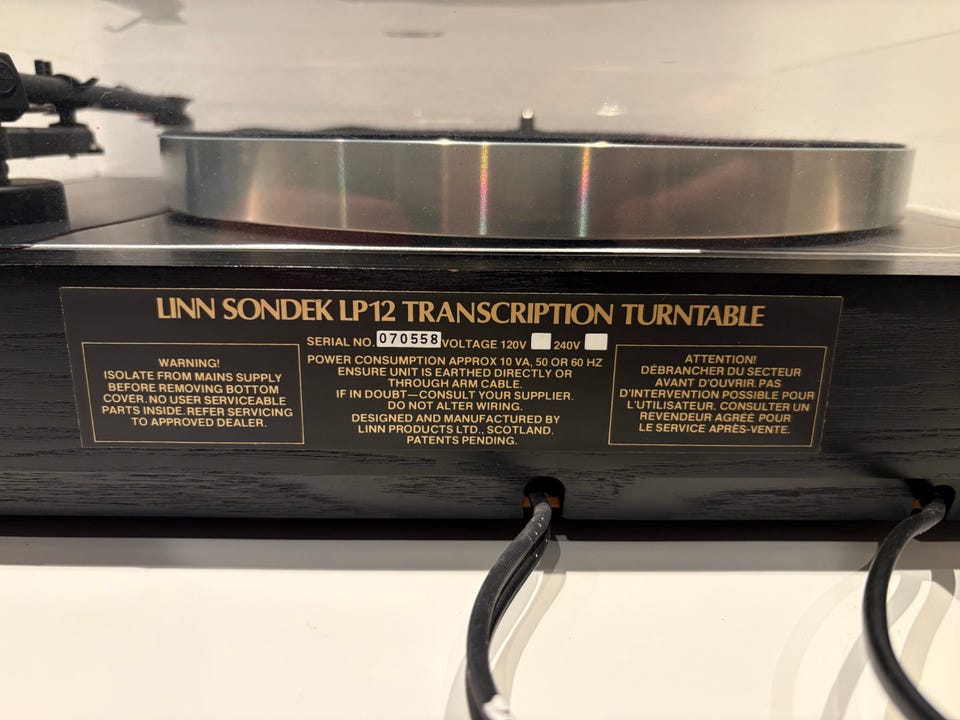 LINN SONDEK LP12 TRANSCRIPTION TURNTABLE
SERIAL NO. 070558 VOLTAGE 120V 240V
WARNING!
ISOLATE FROM MAINS SUPPLY
BEFORE REMOVING BOTTOM
COVER. NO USER SERVICEABLE
PARTS INSIDE. REFER SERVICING
TO APPROVED DEALER.
POWER CONSUMPTION APPROX 10 VA, 50 OR 60 HZ
ENSURE UNIT IS EARTHED DIRECTLY OR
THROUGH ARM CABLE.
IF IN DOUBT—CONSULT YOUR SUPPLIER.
DO NOT ALTER WIRING.
DESIGNED AND MANUFACTURED BY
LINN PRODUCTS LTD., SCOTLAND.
PATENTS PENDING.
ATTENTION!
DÉBRANCHER DU SECTEUR
AVANT D'OUVRIR. PAS
D'INTERVENTION POSSIBLE POUR
L'UTILISATEUR. CONSULTER UN
REVENDEUR AGRÉÉ POUR
LE SERVICE APRÈS-VENTE.